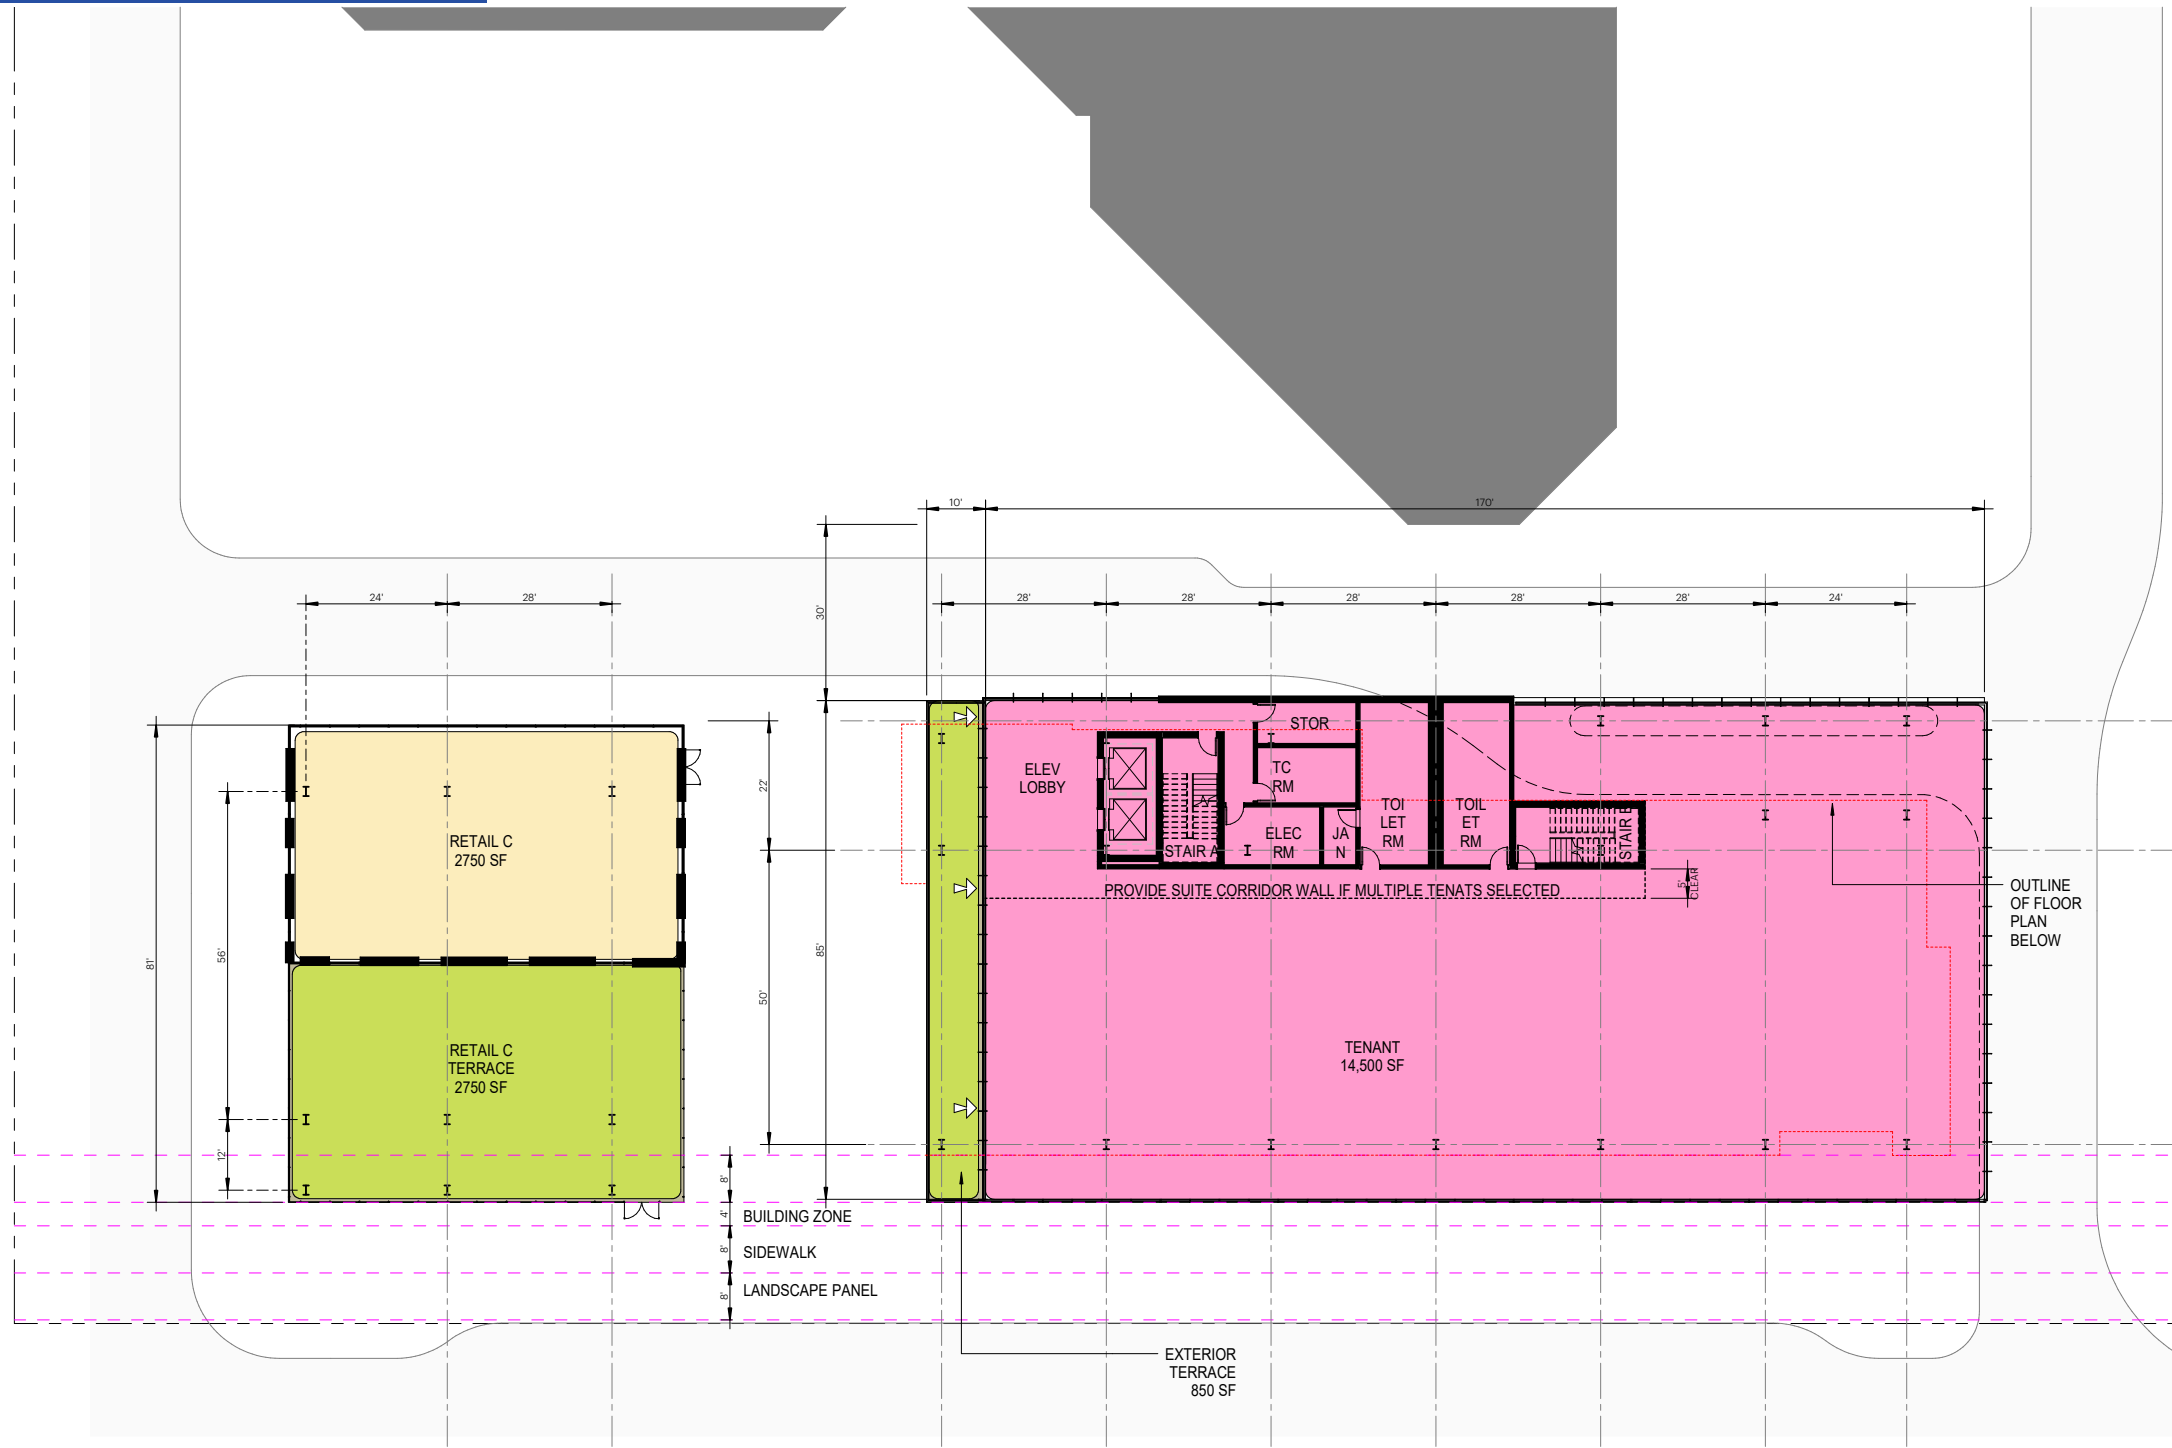 10'
170'
30'
24'
28'
28'
28'
28'
28'
28'
24'
STOR
ELEV
LOBBY
TC
RM
22'
TOI
LET
RM
TOIL
ET
RM
STAIR B
RETAIL C
2750 SF
ELEC
RM
JA
N
STAIR A
PROVIDE SUITE CORRIDOR WALL IF MULTIPLE TENATS SELECTED
5'
CLEAR
OUTLINE
OF FLOOR
PLAN
BELOW
81'
56'
85'
50'
RETAIL C
TERRACE
2750 SF
TENANT
14,500 SF
12'
8'
4'
BUILDING ZONE
8'
SIDEWALK
8'
LANDSCAPE PANEL
EXTERIOR
TERRACE
850 SF